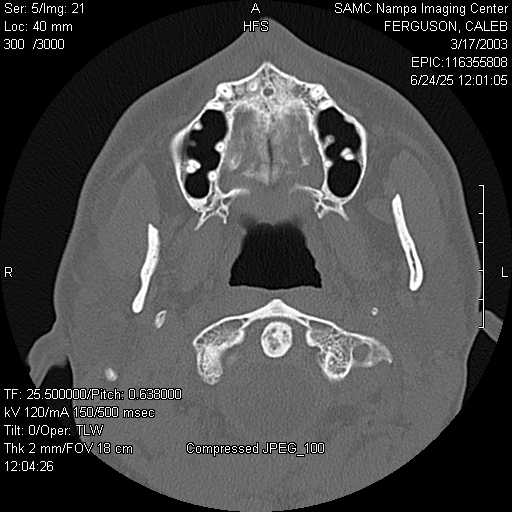 Ser: 5/Img: 21
Loc: 40 mm
300 /3000
A
HFS
SAMC Nampa Imaging Center
FERGUSON, CALEB
3/17/2003
EPIC:116355808
6/24/25 12:01:05
R
L
TF: 25.500000/Pitch: 0.638000
kV 120/mA 150/500 msec
Tilt: 0/Oper: TLW
Thk 2 mm/FOV 18 cm
12:04:26
Compressed JPEG_100